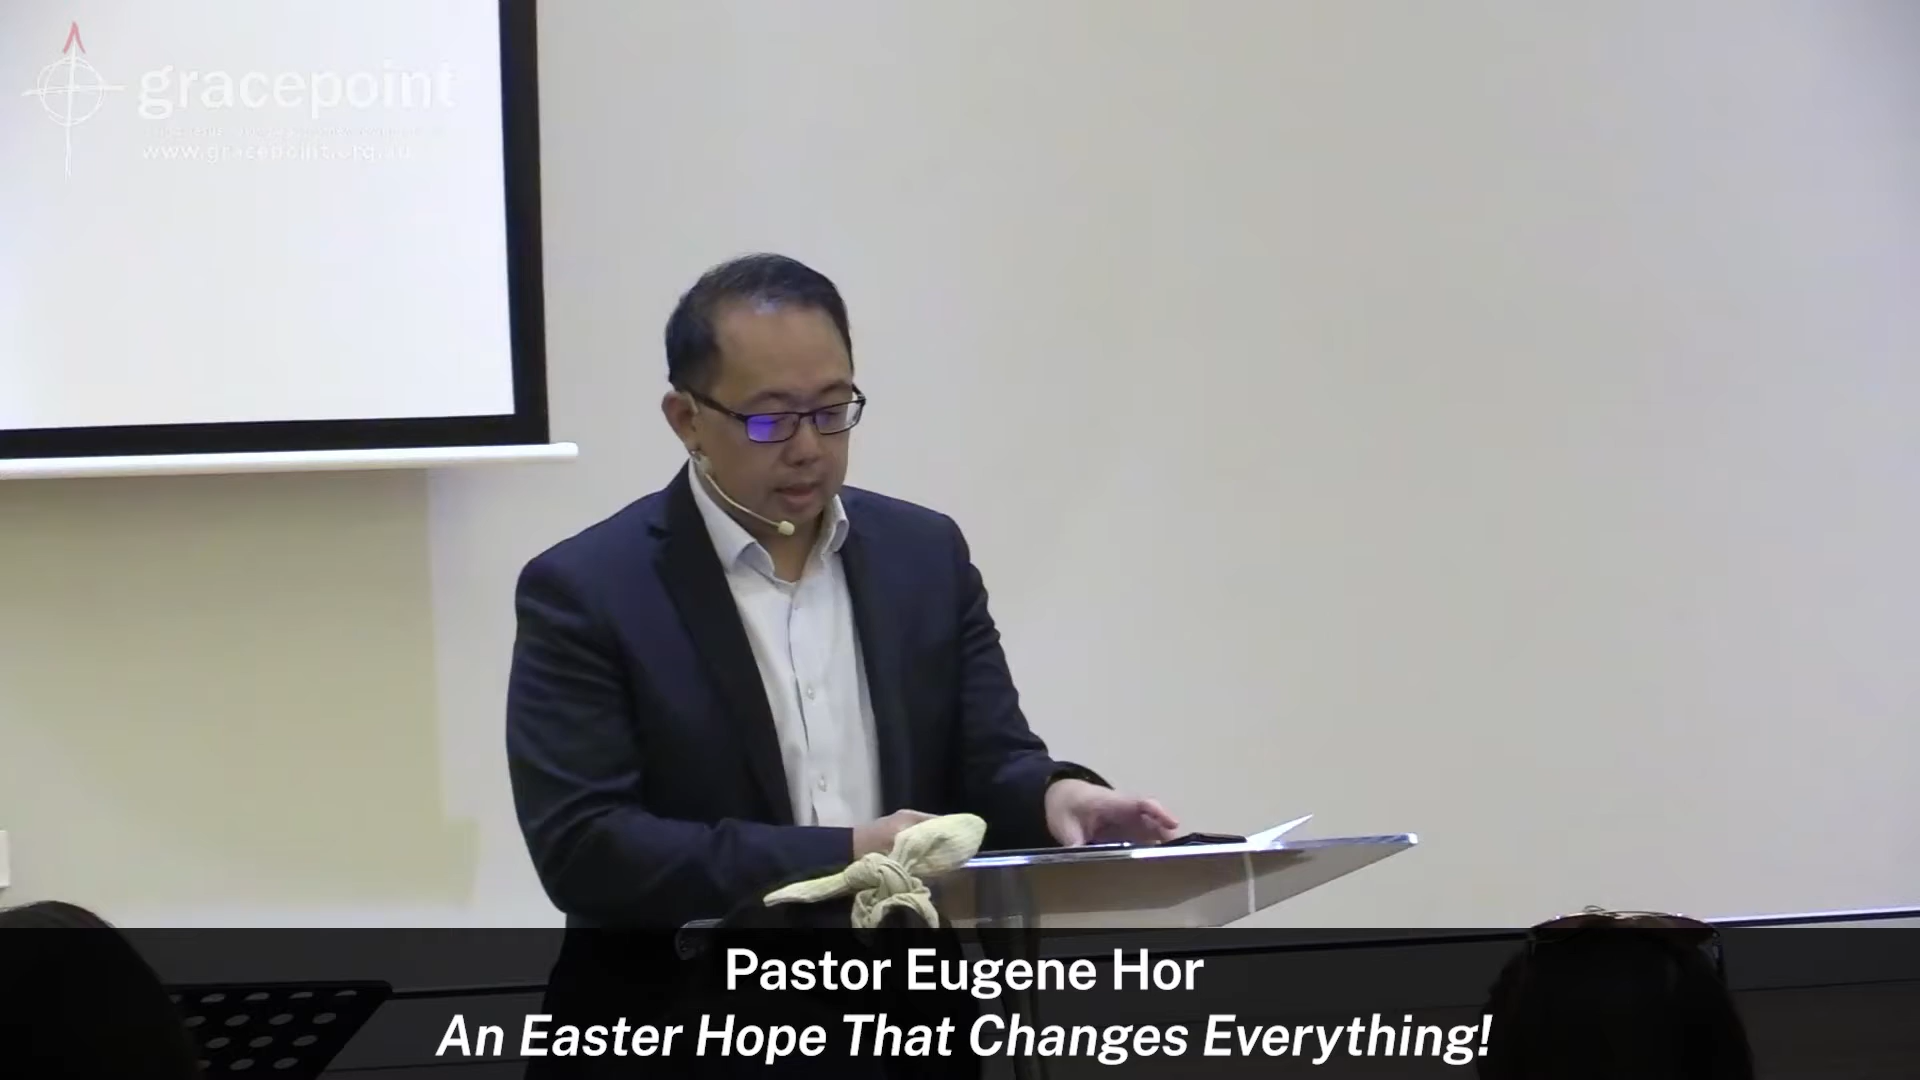 gracepoint
www.gracepoint.org.au
Pastor Eugene Hor
An Easter Hope That Changes Everything!